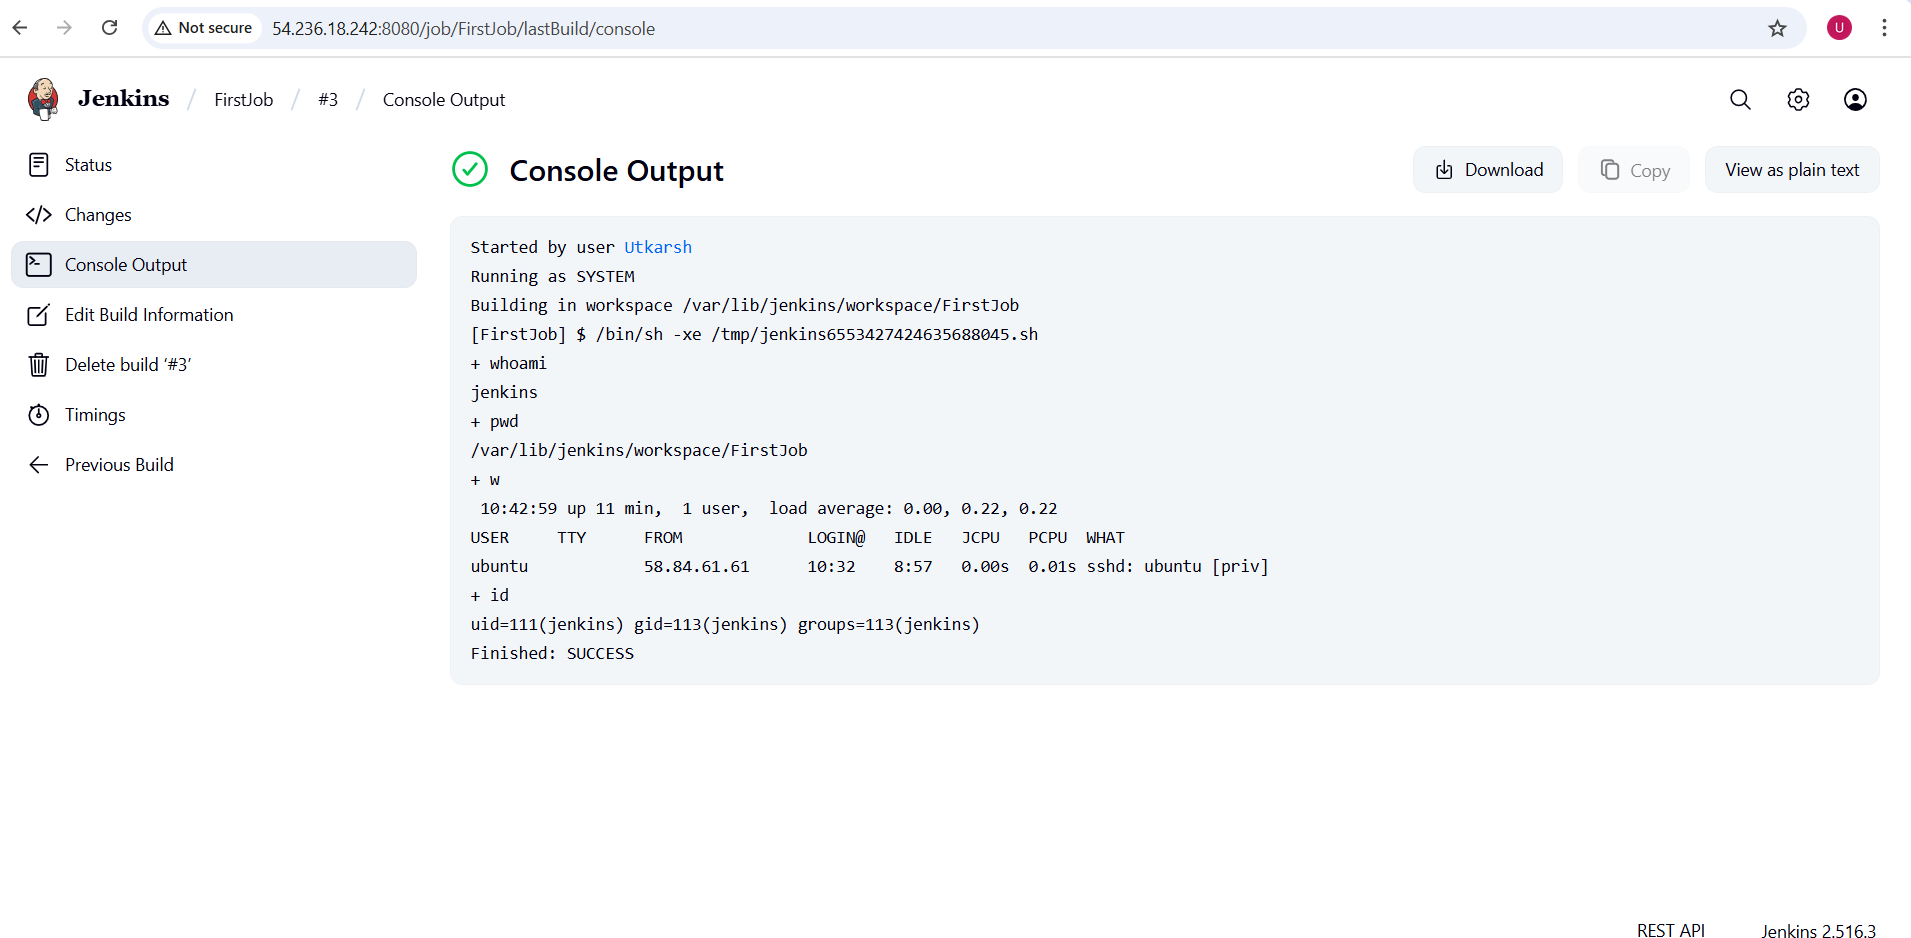 Not secure 54.236.18.242:8080/job/FirstJob/lastBuild/console U
Jenkins / FirstJob / #3 / Console Output
Status
Changes
Console Output
Edit Build Information
Delete build ‘#3’
Timings
Previous Build
Console Output
Download
Copy
View as plain text
Started by user Utkarsh
Running as SYSTEM
Building in workspace /var/lib/jenkins/workspace/FirstJob
[FirstJob] $ /bin/sh -xe /tmp/jenkins6553427424635688045.sh
+ whoami
jenkins
+ pwd
/var/lib/jenkins/workspace/FirstJob
+ w
 10:42:59 up 11 min,  1 user,  load average: 0.00, 0.22, 0.22
USER     TTY      FROM             LOGIN@   IDLE   JCPU   PCPU  WHAT
ubuntu            58.84.61.61      10:32    8:57   0.00s  0.01s sshd: ubuntu [priv]
+ id
uid=111(jenkins) gid=113(jenkins) groups=113(jenkins)
Finished: SUCCESS
REST API
Jenkins 2.516.3